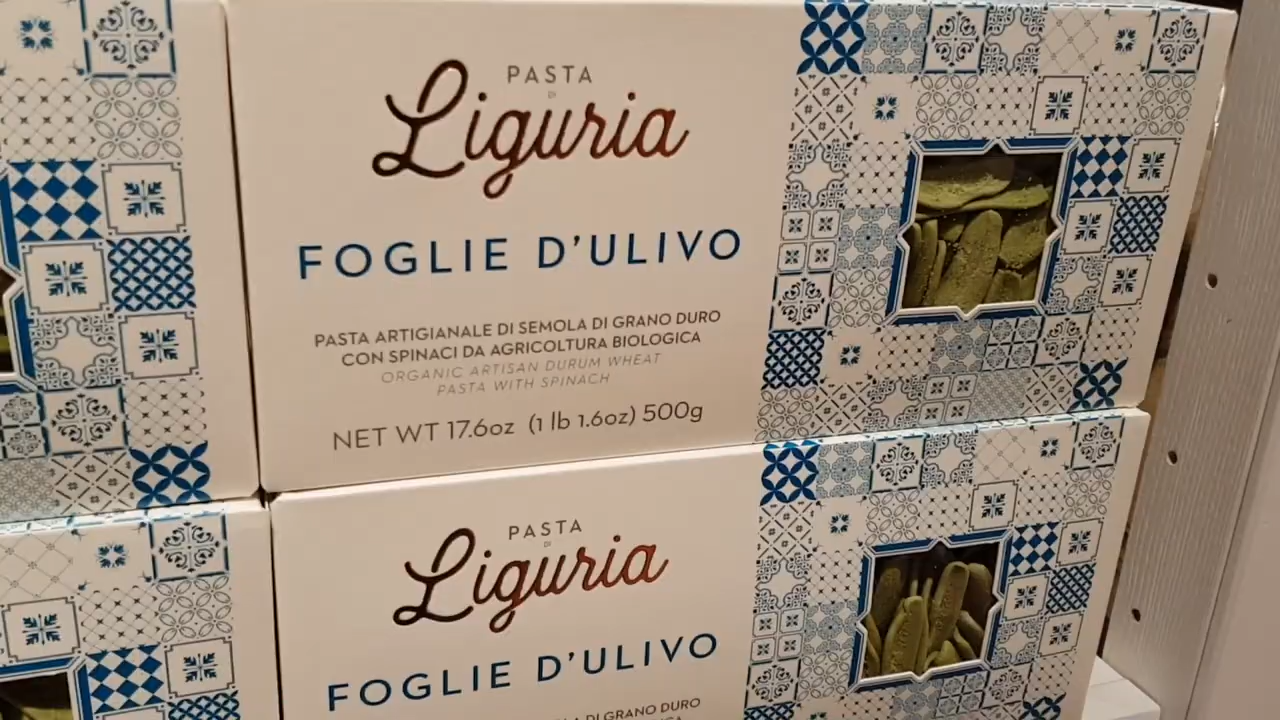 PASTA
DI
Liguria
FOGLIE D'ULIVO
PASTA ARTIGIANALE DI SEMOLA DI GRANO DURO
CON SPINACI DA AGRICOLTURA BIOLOGICA
ORGANIC ARTISAN DURUM WHEAT
PASTA WITH SPINACH
NET WT 17.6oz (1 lb 1.6oz) 500g
PASTA
DI
Liguria
FOGLIE D'ULIVO
DI GRANO DURO